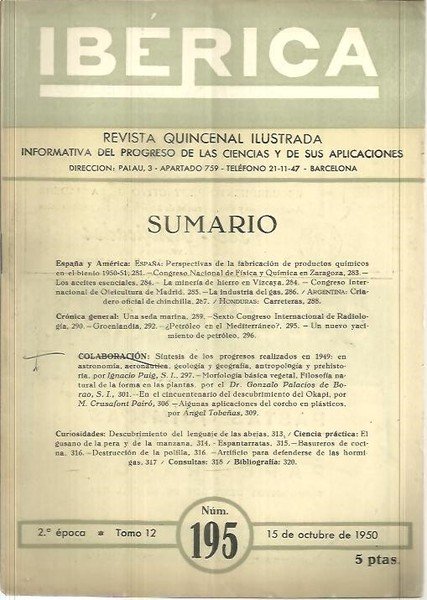 IBÉRICA
REVISTA QUINCENAL ILUSTRADA
INFORMATIVA DEL PROGRESO DE LAS CIENCIAS Y DE SUS APLICACIONES
DIRECCION: PALAU, 3 - APARTADO 759 - TELÉFONO 21-11-47 - BARCELONA
SUMARIO
España y América: ESPAÑA: Perspectivas de la fabricación de productos químicos
en el bienio 1950-51, 281. — Congreso Nacional de Física y Química en Zaragoza, 283. —
Los aceites esenciales, 284. — La minería de hierro en Vizcaya, 284. — Congreso Inter-
nacional de Oleicultura de Madrid, 285. — La industria del gas, 286. / ARGENTINA: Cria-
dero oficial de chinchilla, 287. / HONDURAS: Carreteras, 288.
Crónica general: Una seda marina, 289. — Sexto Congreso Internacional de Radiolo-
gía, 290. — Groenlandia, 292. — ¿Petróleo en el Mediterráneo?, 295. — Un nuevo yaci-
miento de petróleo, 296.
COLABORACIÓN: Síntesis de los progresos realizados en 1949: en
astronomía, aeronáutica, geología y geografía, antropología y prehisto-
ria, por Ignacio Puig, S. I., 297. — Morfología básica vegetal, Filosofía na-
tural de la forma en las plantas, por el Dr. Gonzalo Palacios de Bo-
rao, S. I., 301. — En el cincuentenario del descubrimiento del Okapi, por
M. Crusafont Pairó, 306 — Algunas aplicaciones del corcho en plásticos,
por Angel Tobeñas, 309.
Curiosidades: Descubrimiento del lenguaje de las abejas, 313. / Ciencia práctica: El
gusano de la pera y de la manzana, 314. - Espantarratas, 315. — Basureros de coci-
na, 316. — Destrucción de la polilla, 316 — Artificio para defenderse de las hormi-
gas, 317 / Consultas: 318 / Bibliografía: 320.
Núm.
2.ª época * Tomo 12
195
15 de octubre de 1950
5 ptas.